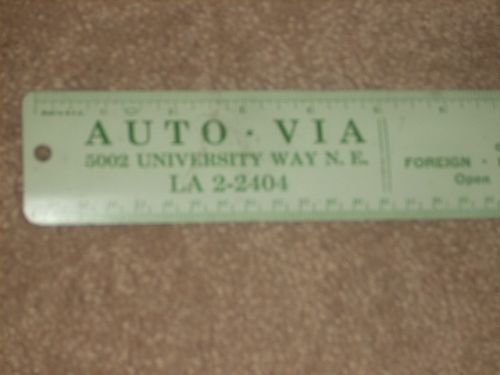 AUTO · VIA
5002 UNIVERSITY WAY N. E.
LA 2-2404
FOREIGN ·
Open